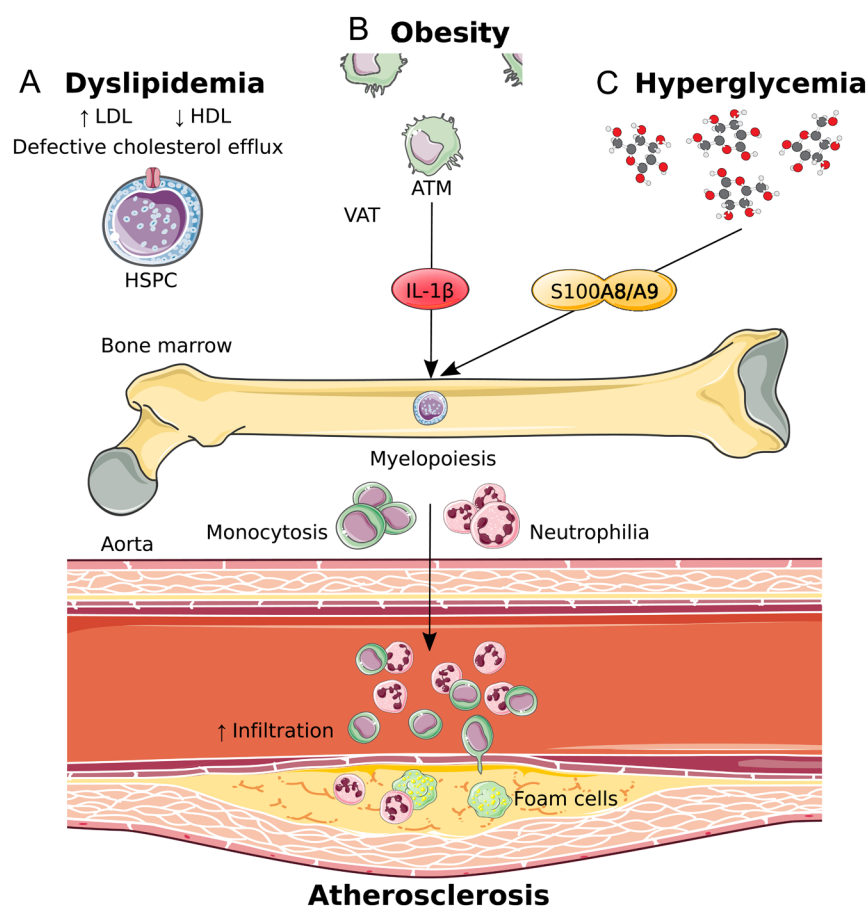 A Dyslipidemia
↑ LDL ↓ HDL
Defective cholesterol efflux
HSPC
B Obesity
ATM
VAT
IL-1β
C Hyperglycemia
S100A8/A9
Bone marrow
Myelopoiesis
Monocytosis
Neutrophilia
Aorta
↑ Infiltration
Foam cells
Atherosclerosis